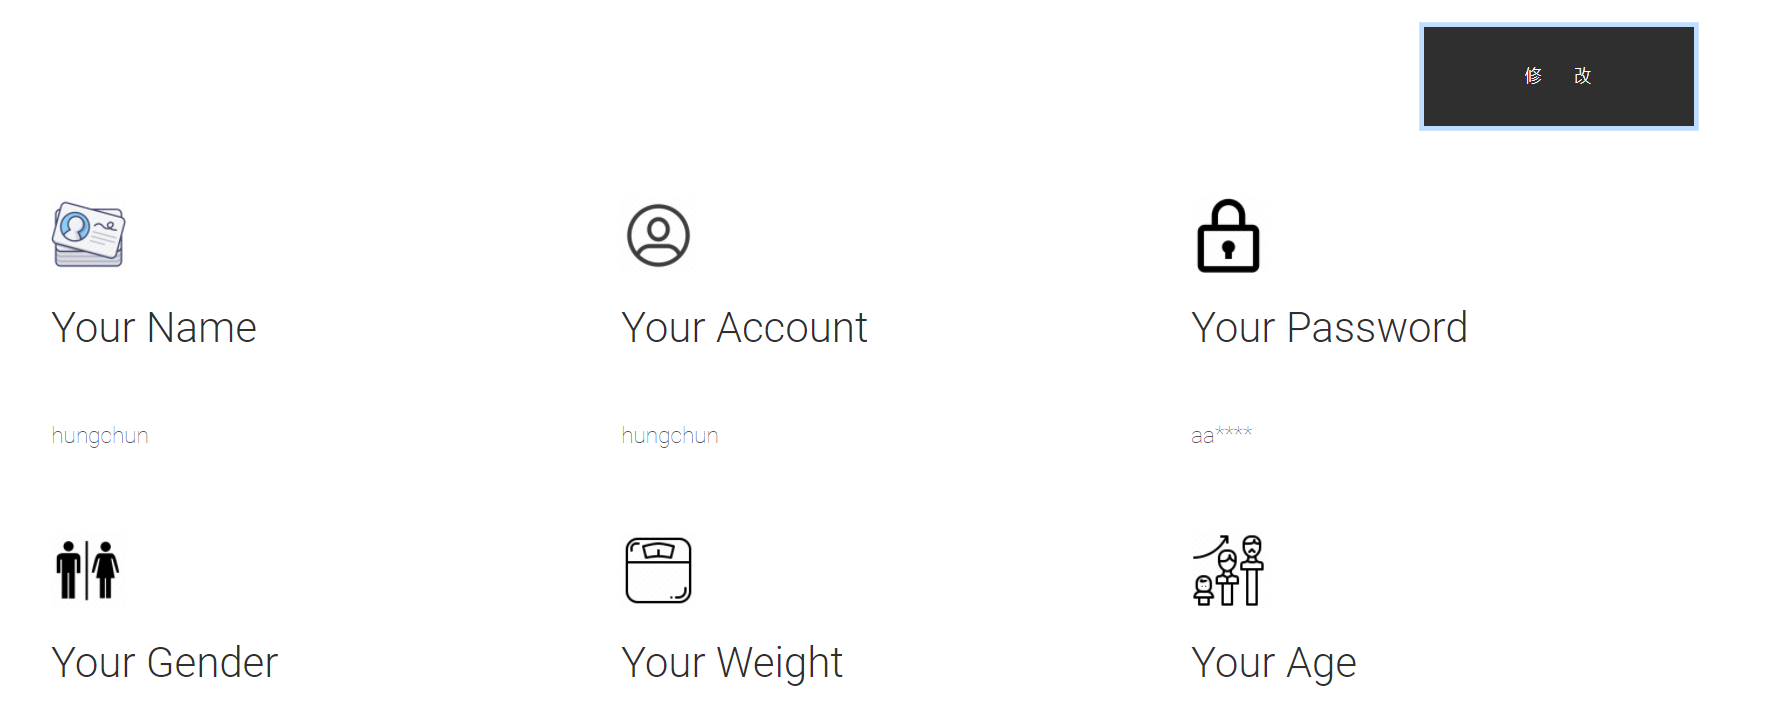 修 改
Your Name
Your Account
Your Password
hungchun
hungchun
aa****
Your Gender
Your Weight
Your Age